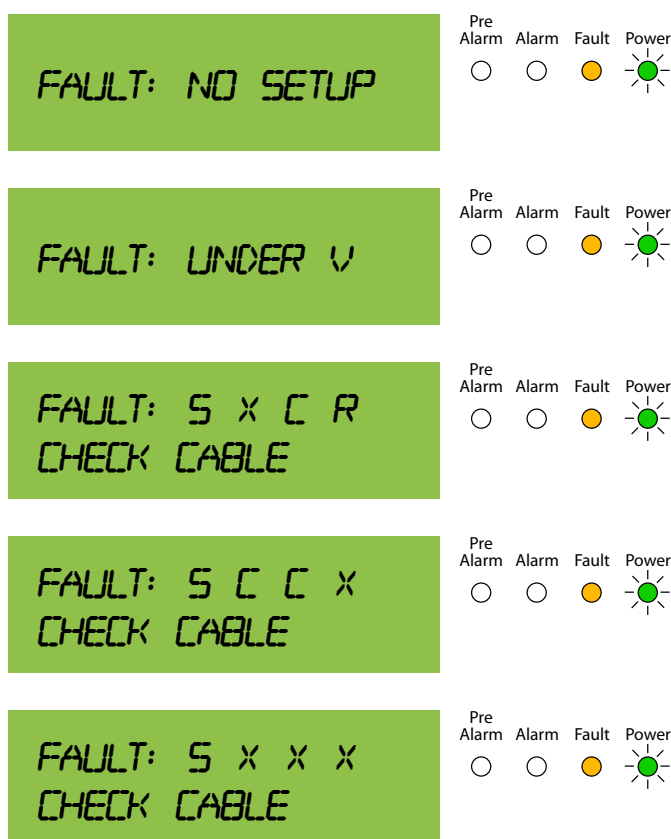 FAULT: NO SETUP
Pre
Alarm Alarm Fault Power
FAULT: UNDER V
Pre
Alarm Alarm Fault Power
FAULT: S X C R
CHECK CABLE
Pre
Alarm Alarm Fault Power
FAULT: S C C X
CHECK CABLE
Pre
Alarm Alarm Fault Power
FAULT: S X X X
CHECK CABLE
Pre
Alarm Alarm Fault Power